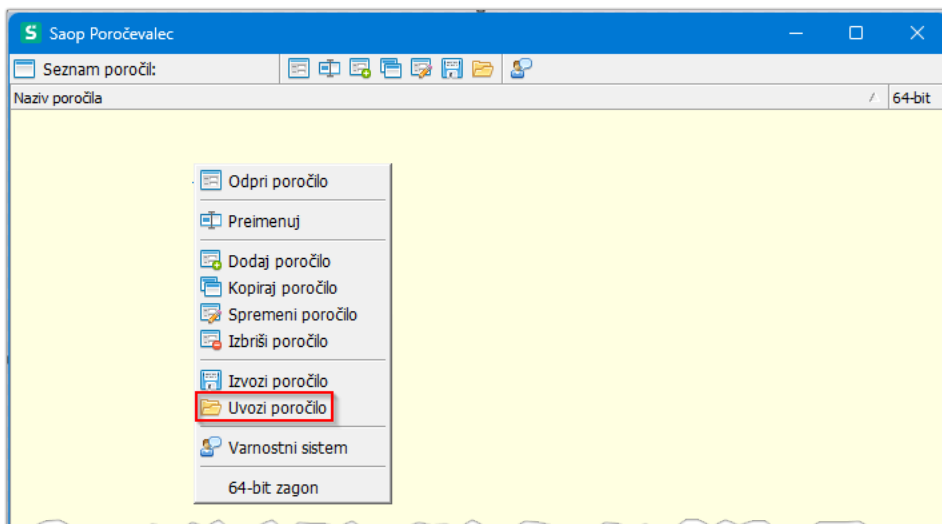 S Saop Poročevalec
Seznam poročil:
Naziv poročila 64-bit
Odpri poročilo
Preimenuj
Dodaj poročilo
Kopiraj poročilo
Spremeni poročilo
Izbriši poročilo
Izvozi poročilo
Uvozi poročilo
Varnostni sistem
64-bit zagon